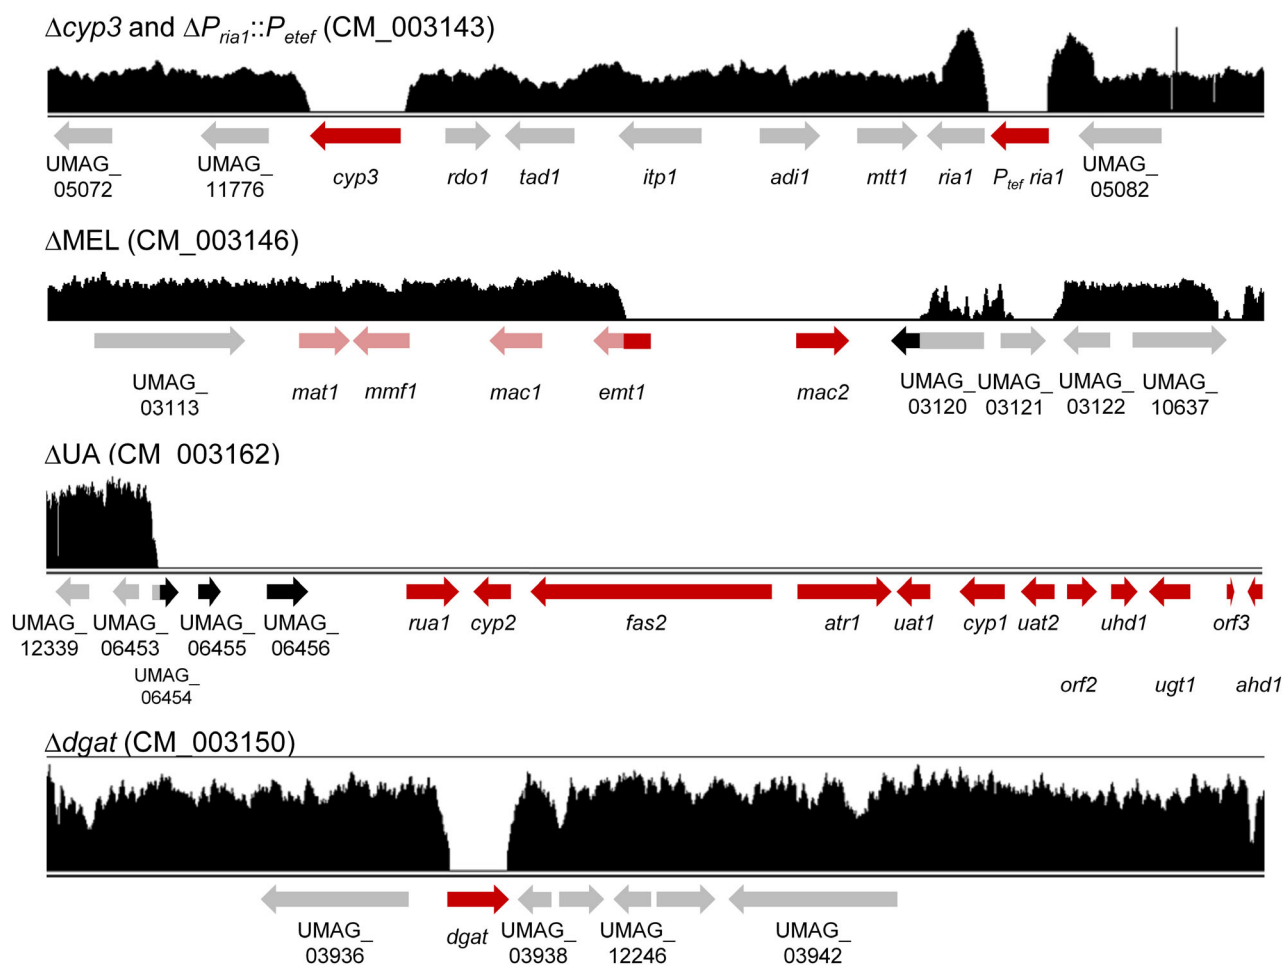 Δcyp3 and ΔPria1::Petef (CM_003143)
UMAG_ 05072
UMAG_ 11776
cyp3
rdo1
tad1
itp1
adi1
mtt1
ria1
Ptef ria1
UMAG_ 05082
ΔMEL (CM_003146)
UMAG_ 03113
mat1
mmf1
mac1
emt1
mac2
UMAG_ 03120
UMAG_ 03121
UMAG_ 03122
UMAG_ 10637
ΔUA (CM_003162)
UMAG_ 12339
UMAG_ 06453
UMAG_ 06454
UMAG_ 06455
UMAG_ 06456
rua1
cyp2
fas2
atr1
uat1
cyp1
uat2
orf2
uhd1
ugt1
orf3
ahd1
Δdgat (CM_003150)
UMAG_ 03936
dgat
UMAG_ 03938
UMAG_ 12246
UMAG_ 03942